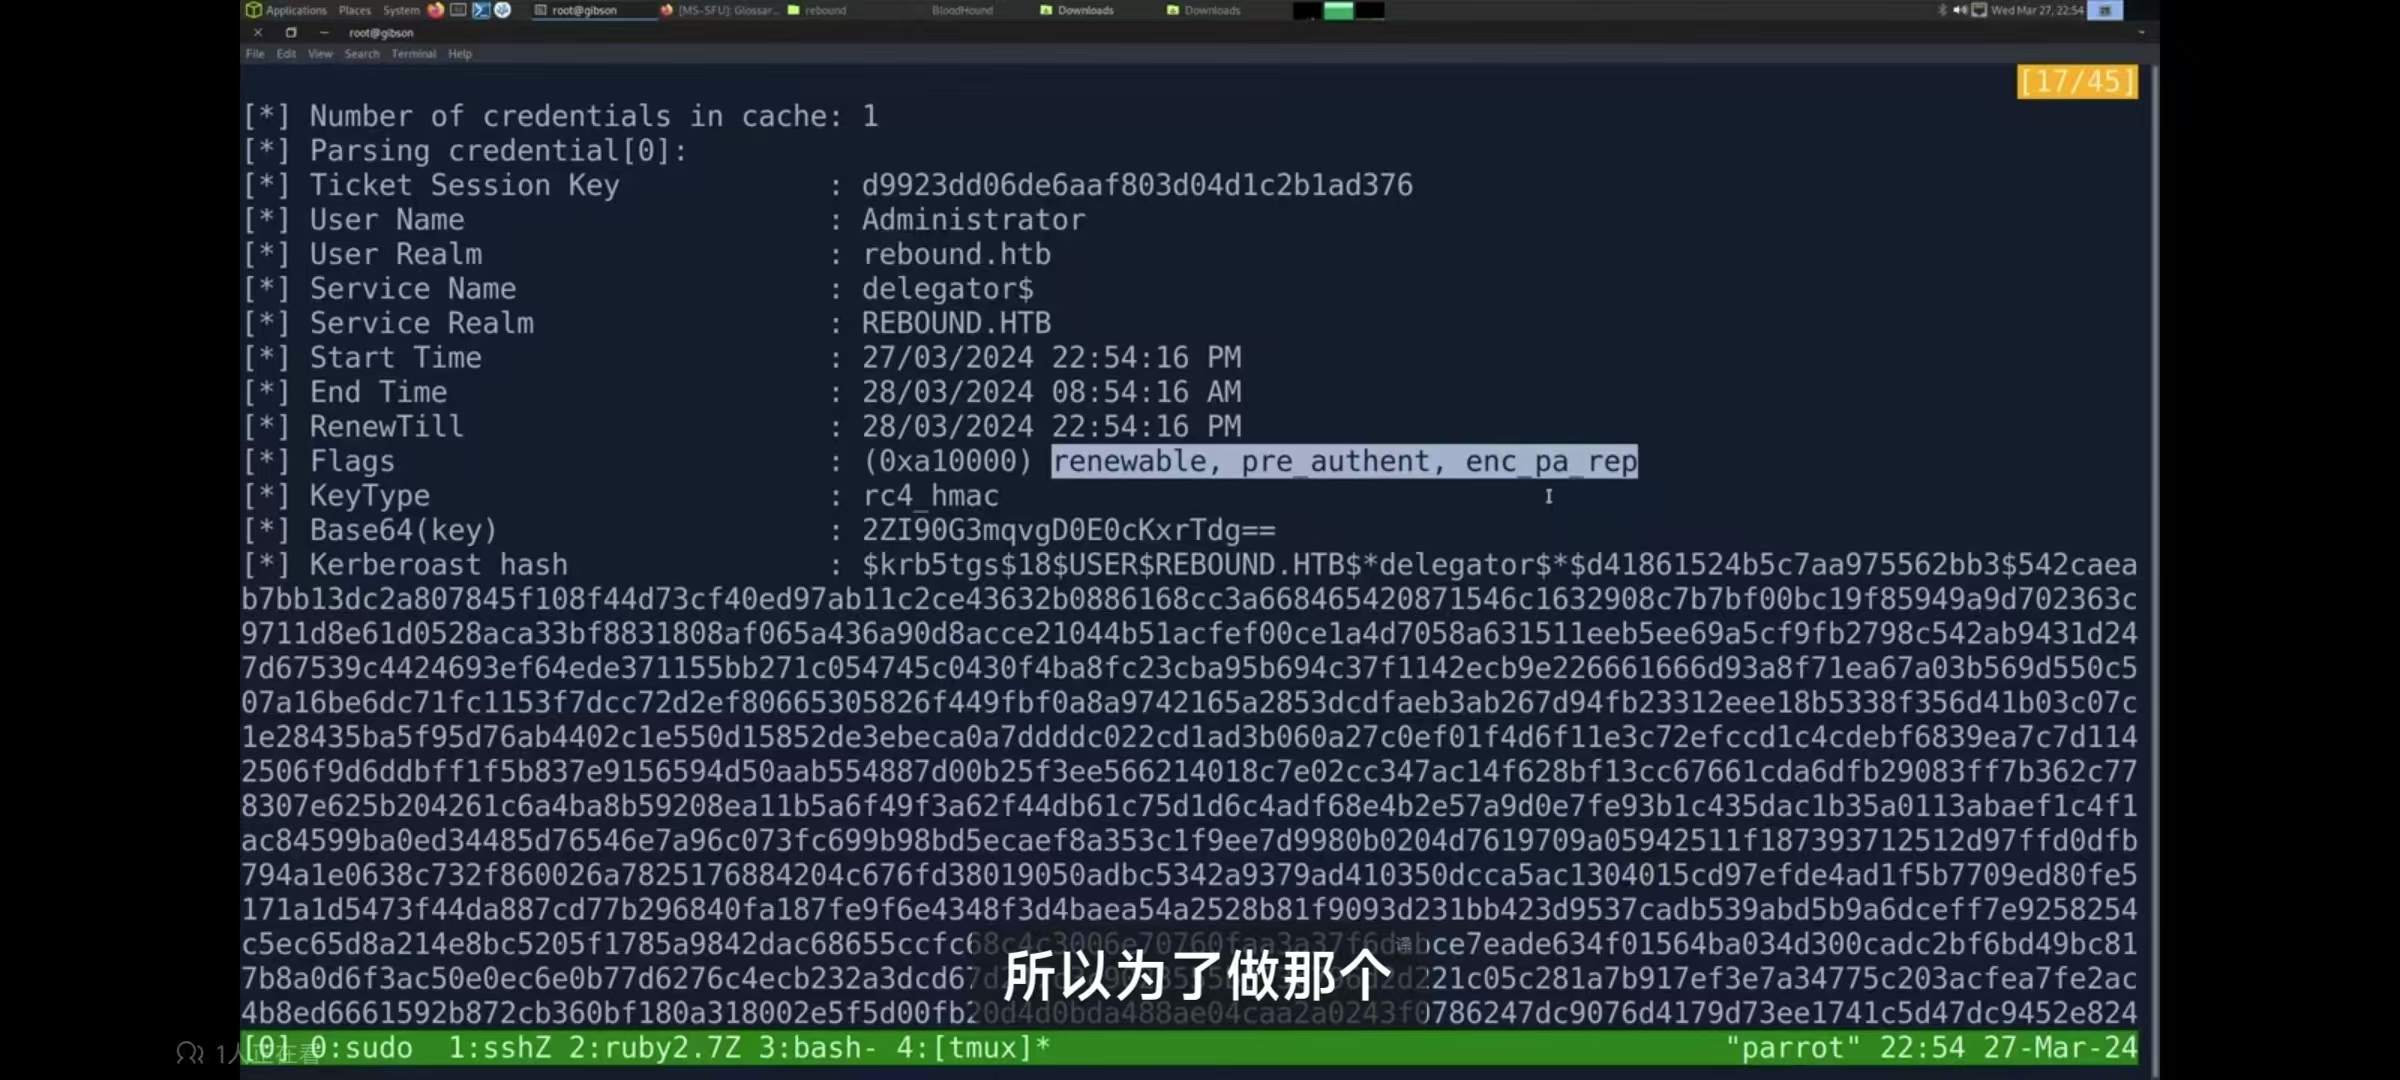 Applications Places System root@gibson [MS-SFU]: Glossar... rebound BloodHound Downloads Downloads Wed Mar 27, 22:54
root@gibson
File Edit View Search Terminal Help
[17/45]
[*] Number of credentials in cache: 1
[*] Parsing credential[0]:
[*] Ticket Session Key : d9923dd06de6aaf803d04d1c2b1ad376
[*] User Name : Administrator
[*] User Realm : rebound.htb
[*] Service Name : delegator$
[*] Service Realm : REBOUND.HTB
[*] Start Time : 27/03/2024 22:54:16 PM
[*] End Time : 28/03/2024 08:54:16 AM
[*] RenewTill : 28/03/2024 22:54:16 PM
[*] Flags : (0xa10000) renewable, pre_authent, enc_pa_rep
[*] KeyType : rc4_hmac
[*] Base64(key) : 2ZI90G3mqvgD0E0cKxrTdg==
[*] Kerberoast hash : $krb5tgs$18$USER$REBOUND.HTB$*delegator$*$d41861524b5c7aa975562bb3$542caea
b7bb13dc2a807845f108f44d73cf40ed97ab11c2ce43632b0886168cc3a668465420871546c1632908c7b7bf00bc19f85949a9d702363c
9711d8e61d0528aca33bf8831808af065a436a90d8acce21044b51acfef00ce1a4d7058a631511eeb5ee69a5cf9fb2798c542ab9431d24
7d67539c4424693ef64ede371155bb271c054745c0430f4ba8fc23cba95b694c37f1142ecb9e226661666d93a8f71ea67a03b569d550c5
07a16be6dc71fc1153f7dcc72d2ef80665305826f449fbf0a8a9742165a2853dcdfaeb3ab267d94fb23312eee18b5338f356d41b03c07c
1e28435ba5f95d76ab4402c1e550d15852de3ebeca0a7ddddc022cd1ad3b060a27c0ef01f4d6f11e3c72efccd1c4cdebf6839ea7c7d114
2506f9d6ddbff1f5b837e9156594d50aab554887d00b25f3ee566214018c7e02cc347ac14f628bf13cc67661cda6dfb29083ff7b362c77
8307e625b204261c6a4ba8b59208ea11b5a6f49f3a62f44db61c75d1d6c4adf68e4b2e57a9d0e7fe93b1c435dac1b35a0113abaef1c4f1
ac84599ba0ed34485d76546e7a96c073fc699b98bd5ecaef8a353c1f9ee7d9980b0204d7619709a05942511f187393712512d97ffd0dfb
794a1e0638c732f860026a7825176884204c676fd38019050adbc5342a9379ad410350dcca5ac1304015cd97efde4ad1f5b7709ed80fe5
171a1d5473f44da887cd77b296840fa187fe9f6e4348f3d4baea54a2528b81f9093d231bb423d9537cadb539abd5b9a6dceff7e9258254
c5ec65d8a214e8bc5205f1785a9842dac68655ccfc
ce7eade634f01564ba034d300cadc2bf6bd49bc81
7b8a0d6f3ac50e0ec6e0b77d6276c4ecb232a3dcd67
221c05c281a7b917ef3e7a34775c203acfea7fe2ac
4b8ed6661592b872cb360bf180a318002e5f5d00fb20d4d0bda488ae04caa2a0243f0786247dc9076d4179d73ee1741c5d47dc9452e824
所以为了做那个
译
1人正在看
[0] 0:sudo 1:sshZ 2:ruby2.7Z 3:bash- 4:[tmux]* "parrot" 22:54 27-Mar-24